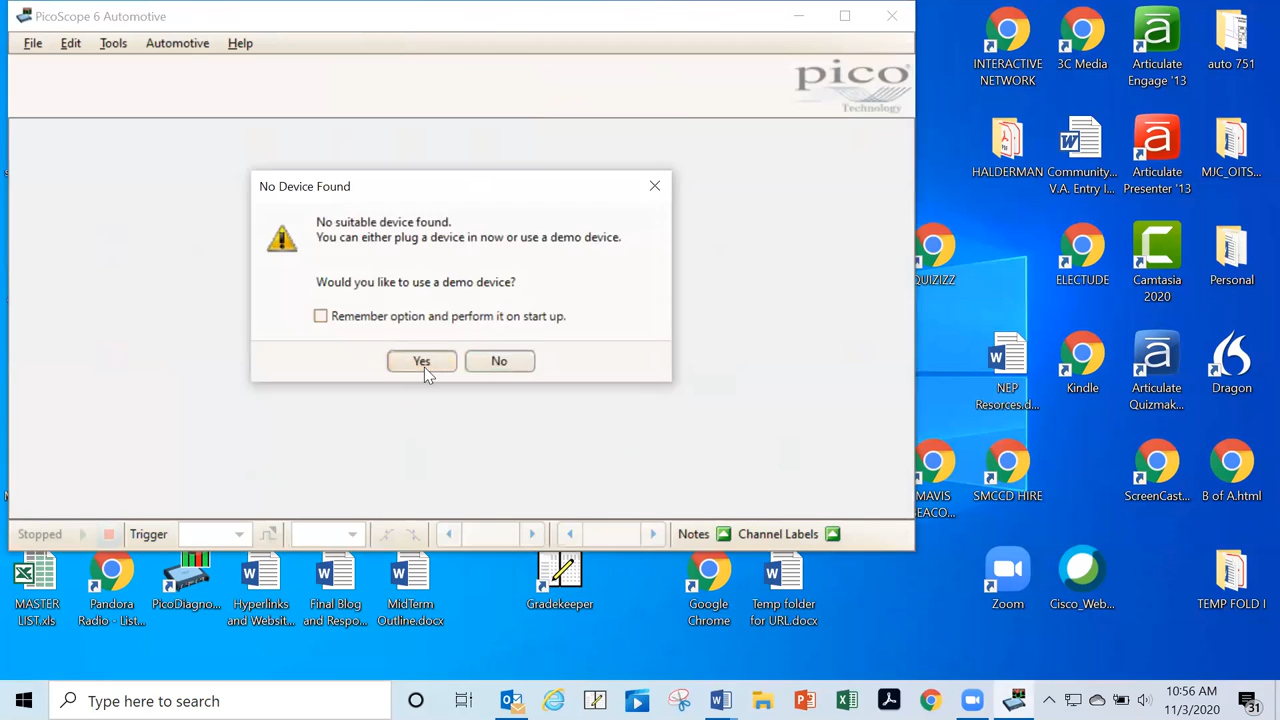 PicoScope 6 Automotive
File Edit Tools Automotive Help
pico
Technology
No Device Found
No suitable device found.
You can either plug a device in now or use a demo device.
Would you like to use a demo device?
Remember option and perform it on start up.
Yes No
Stopped Trigger Notes Channel Labels
INTERACTIVE
NETWORK
3C Media
Articulate
Engage '13
auto 751
HALDERMAN
Community...
V.A. Entry I...
Articulate
Presenter '13
MJC_OITS...
QUIZIZZ
ELECTUDE
Camtasia
2020
Personal
NEP
Resorces.d...
Kindle
Articulate
Quizmak...
Dragon
MAVIS
BEACO...
SMCCD HIRE
ScreenCast...
B of A.html
MASTER
LIST.xls
Pandora
Radio - List...
PicoDiagno...
Hyperlinks
and Websit...
Final Blog
and Respo...
MidTerm
Outline.docx
Gradekeeper
Google
Chrome
Temp folder
for URL.docx
Zoom
Cisco_Web...
TEMP FOLD I
Type here to search
10:56 AM
11/3/2020
31